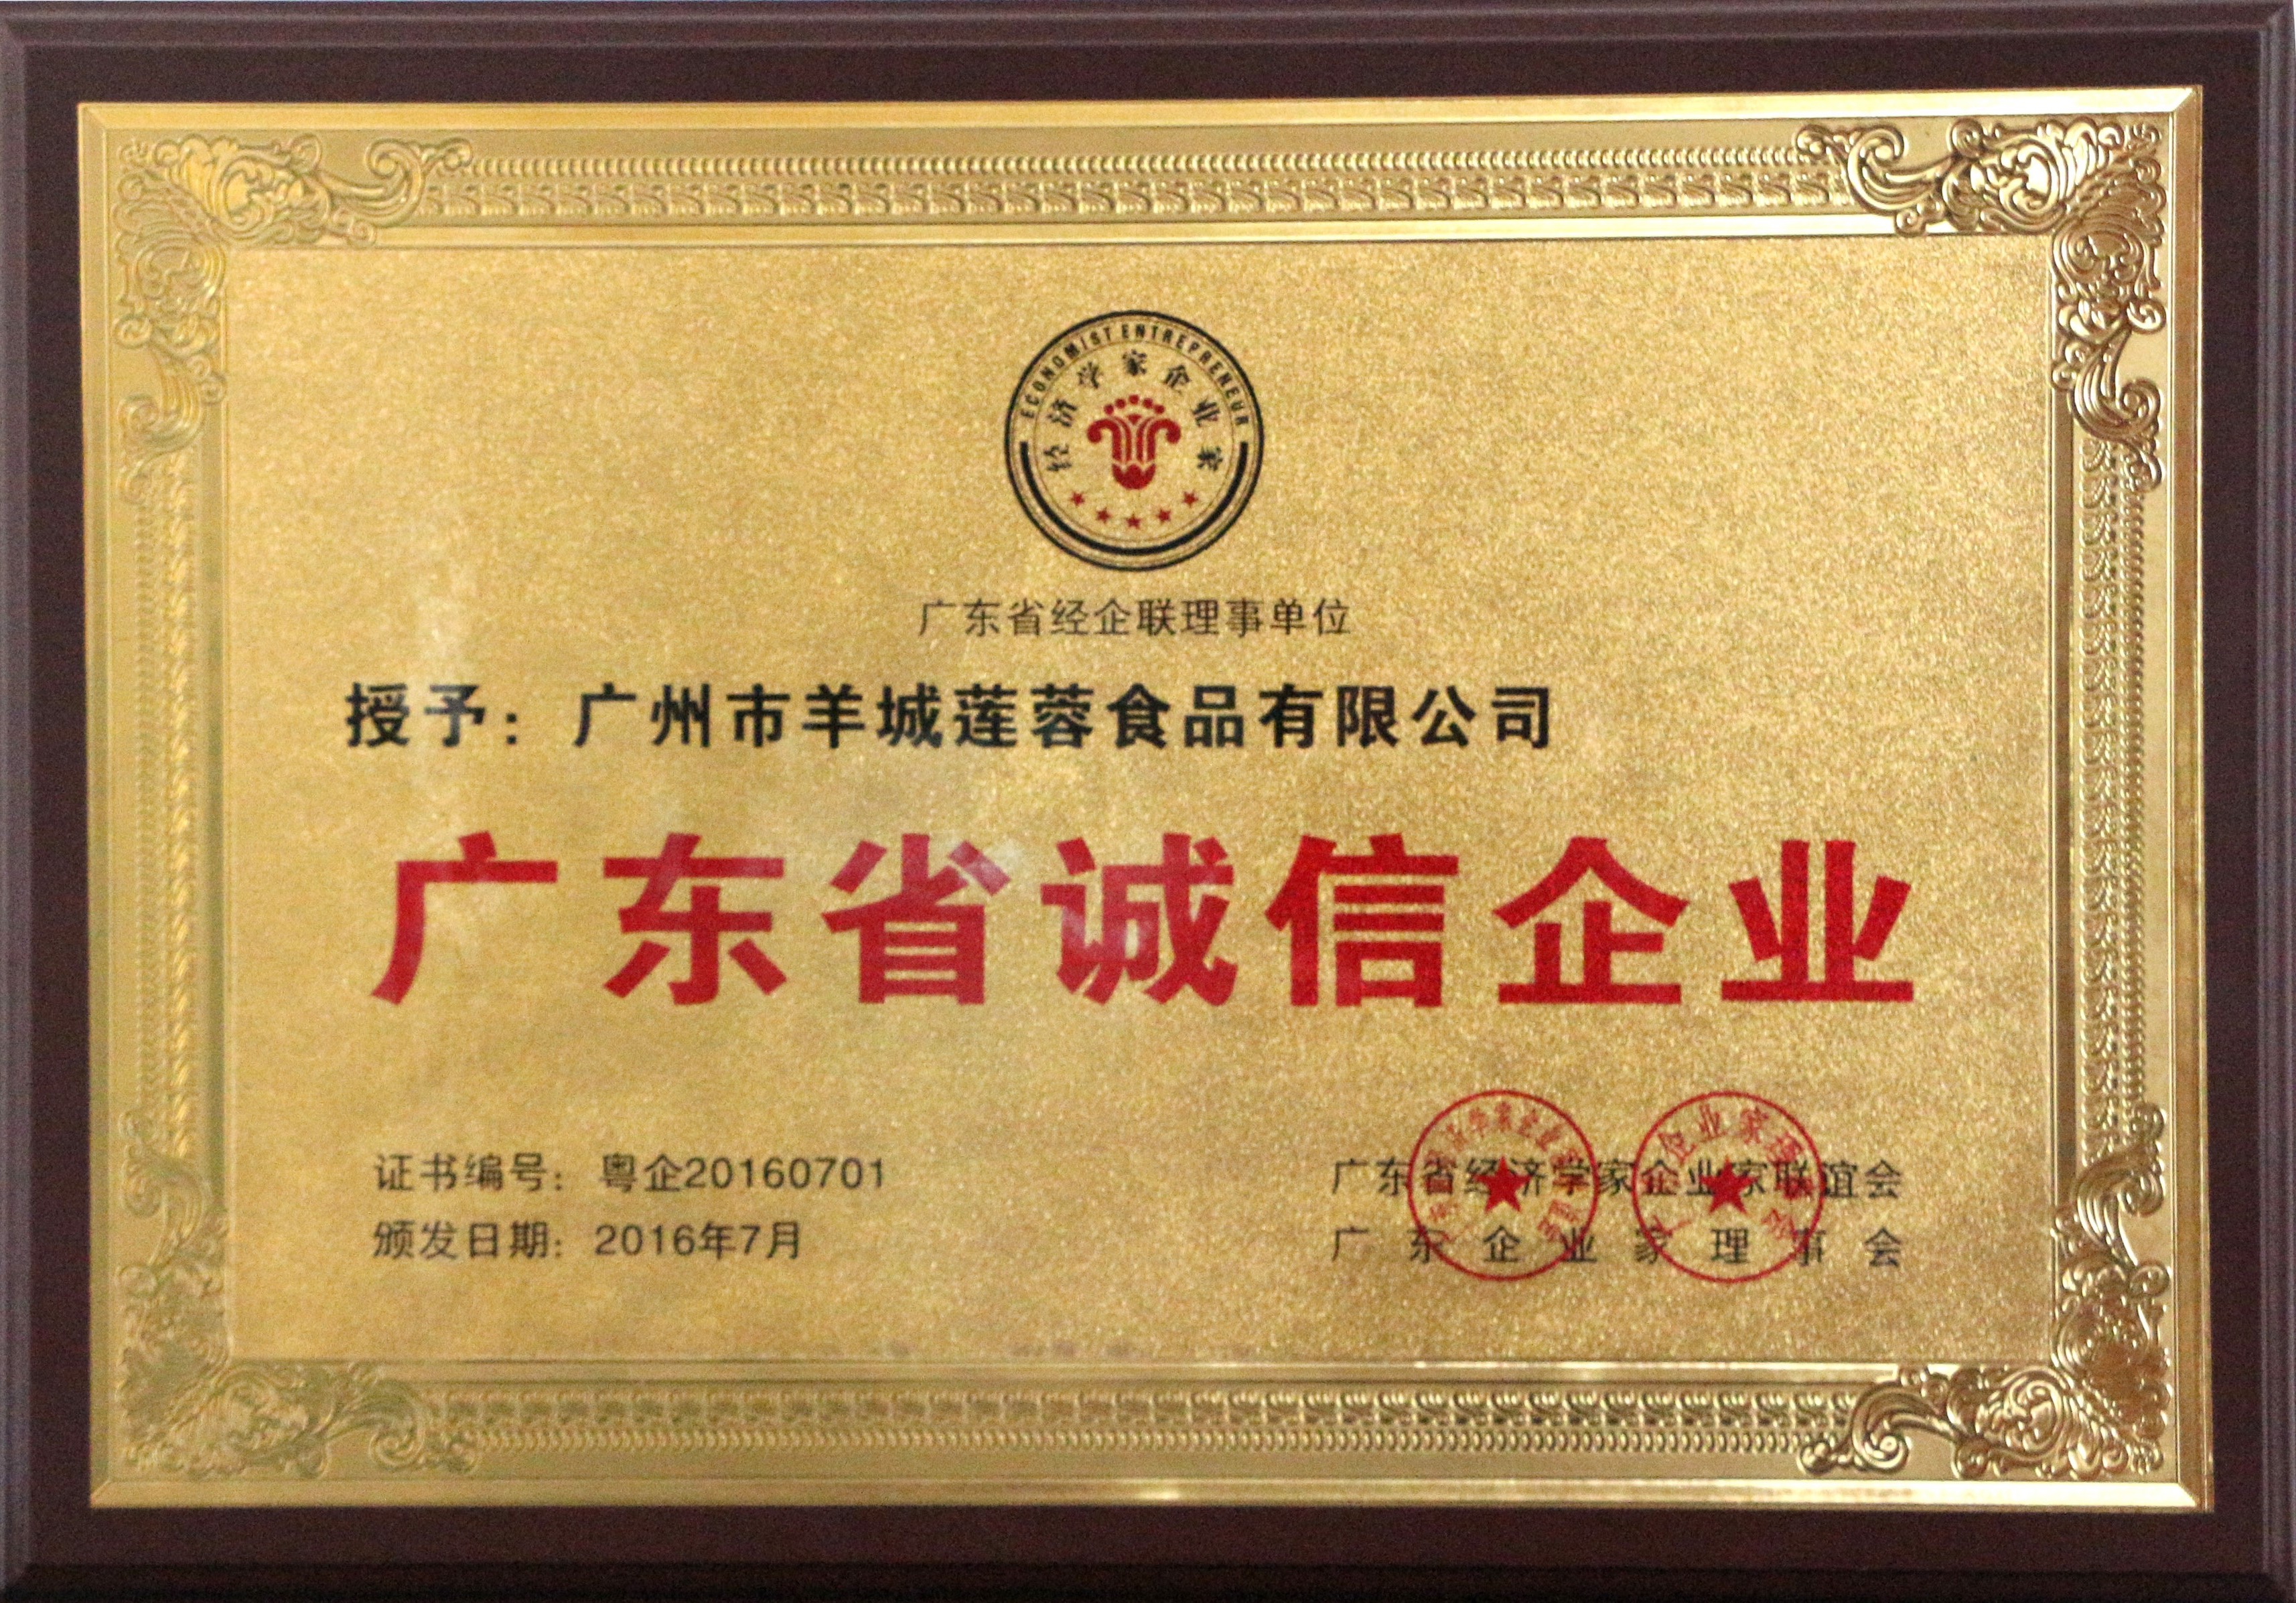 ECONOMIST ENTREPRENEUR
经济学家企业家
广东省经企联理事单位
授予：广州市羊城莲蓉食品有限公司
广东省诚信企业
证书编号：粤企20160701
颁发日期：2016年7月
广东省经济学家企业家联谊会
广东企业家理事会